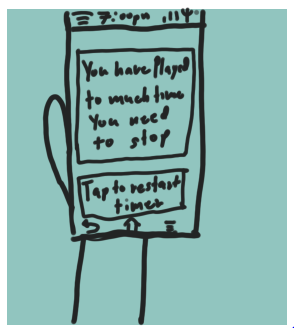 7:00pm
You have Played
to much time
You need
to stop
Tap to restart
timer